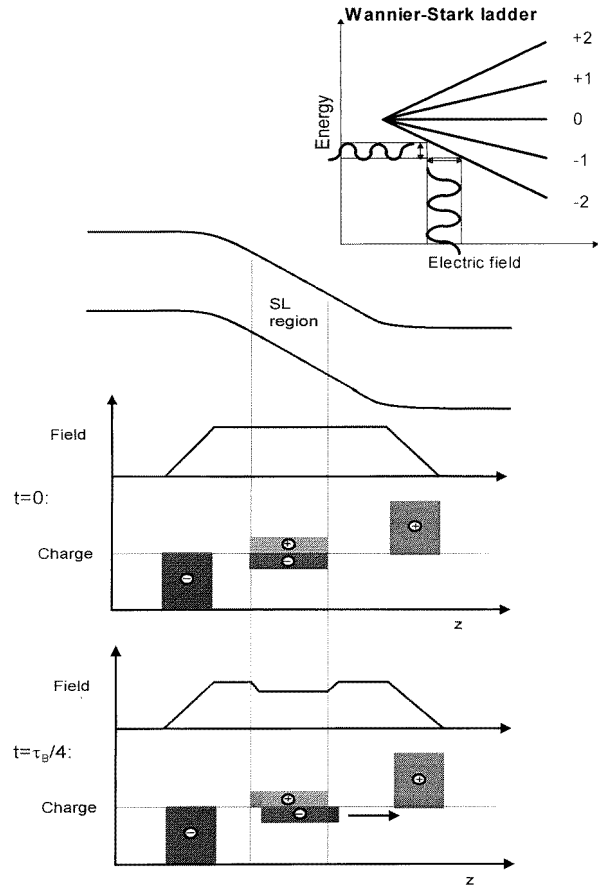 Wannier-Stark ladder
Energy
+2
+1
0
-1
-2
Electric field
SL
region
Field
t=0:
Charge
+
−
+
−
z
Field
t=τB/4:
Charge
+
−
+
−
z